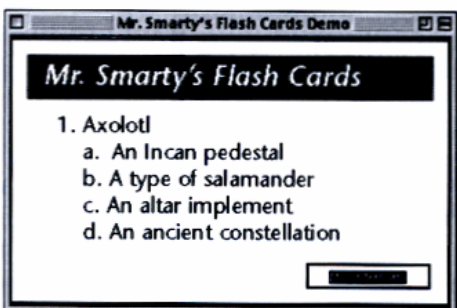 Mr. Smarty's Flash Cards Demo
Mr. Smarty's Flash Cards
1. Axolotl
a. An Incan pedestal
b. A type of salamander
c. An altar implement
d. An ancient constellation